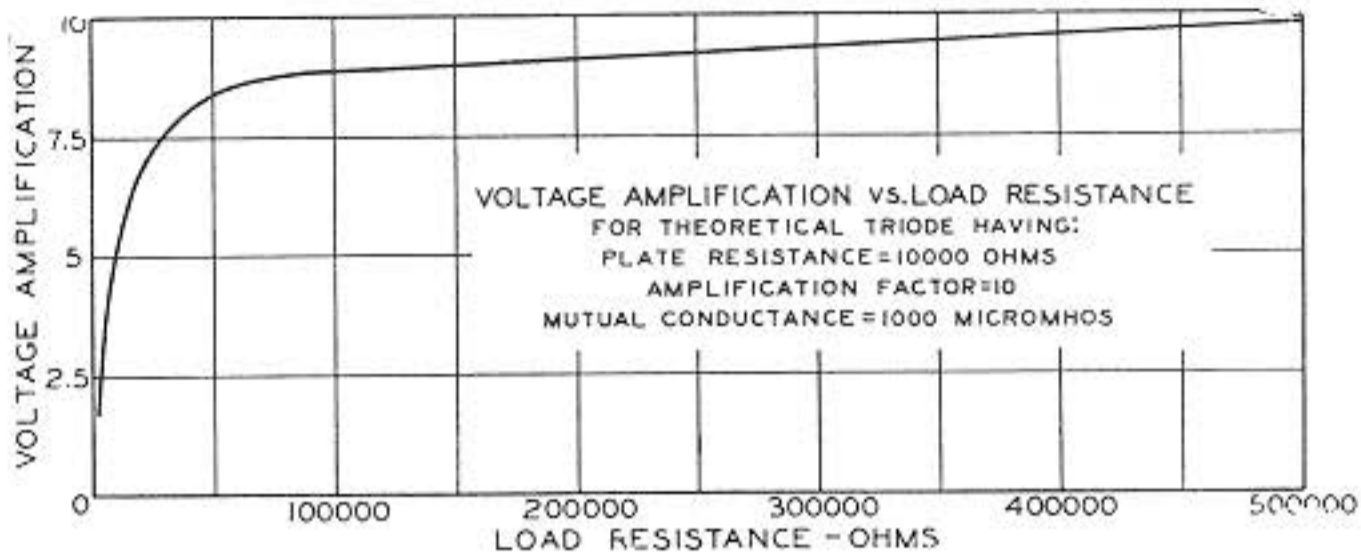 10
7.5
5
2.5
0
VOLTAGE AMPLIFICATION
VOLTAGE AMPLIFICATION VS. LOAD RESISTANCE
FOR THEORETICAL TRIODE HAVING:
PLATE RESISTANCE=10000 OHMS
AMPLIFICATION FACTOR=10
MUTUAL CONDUCTANCE=1000 MICROMHOS
100000 200000 300000 400000 500000
LOAD RESISTANCE-OHMS